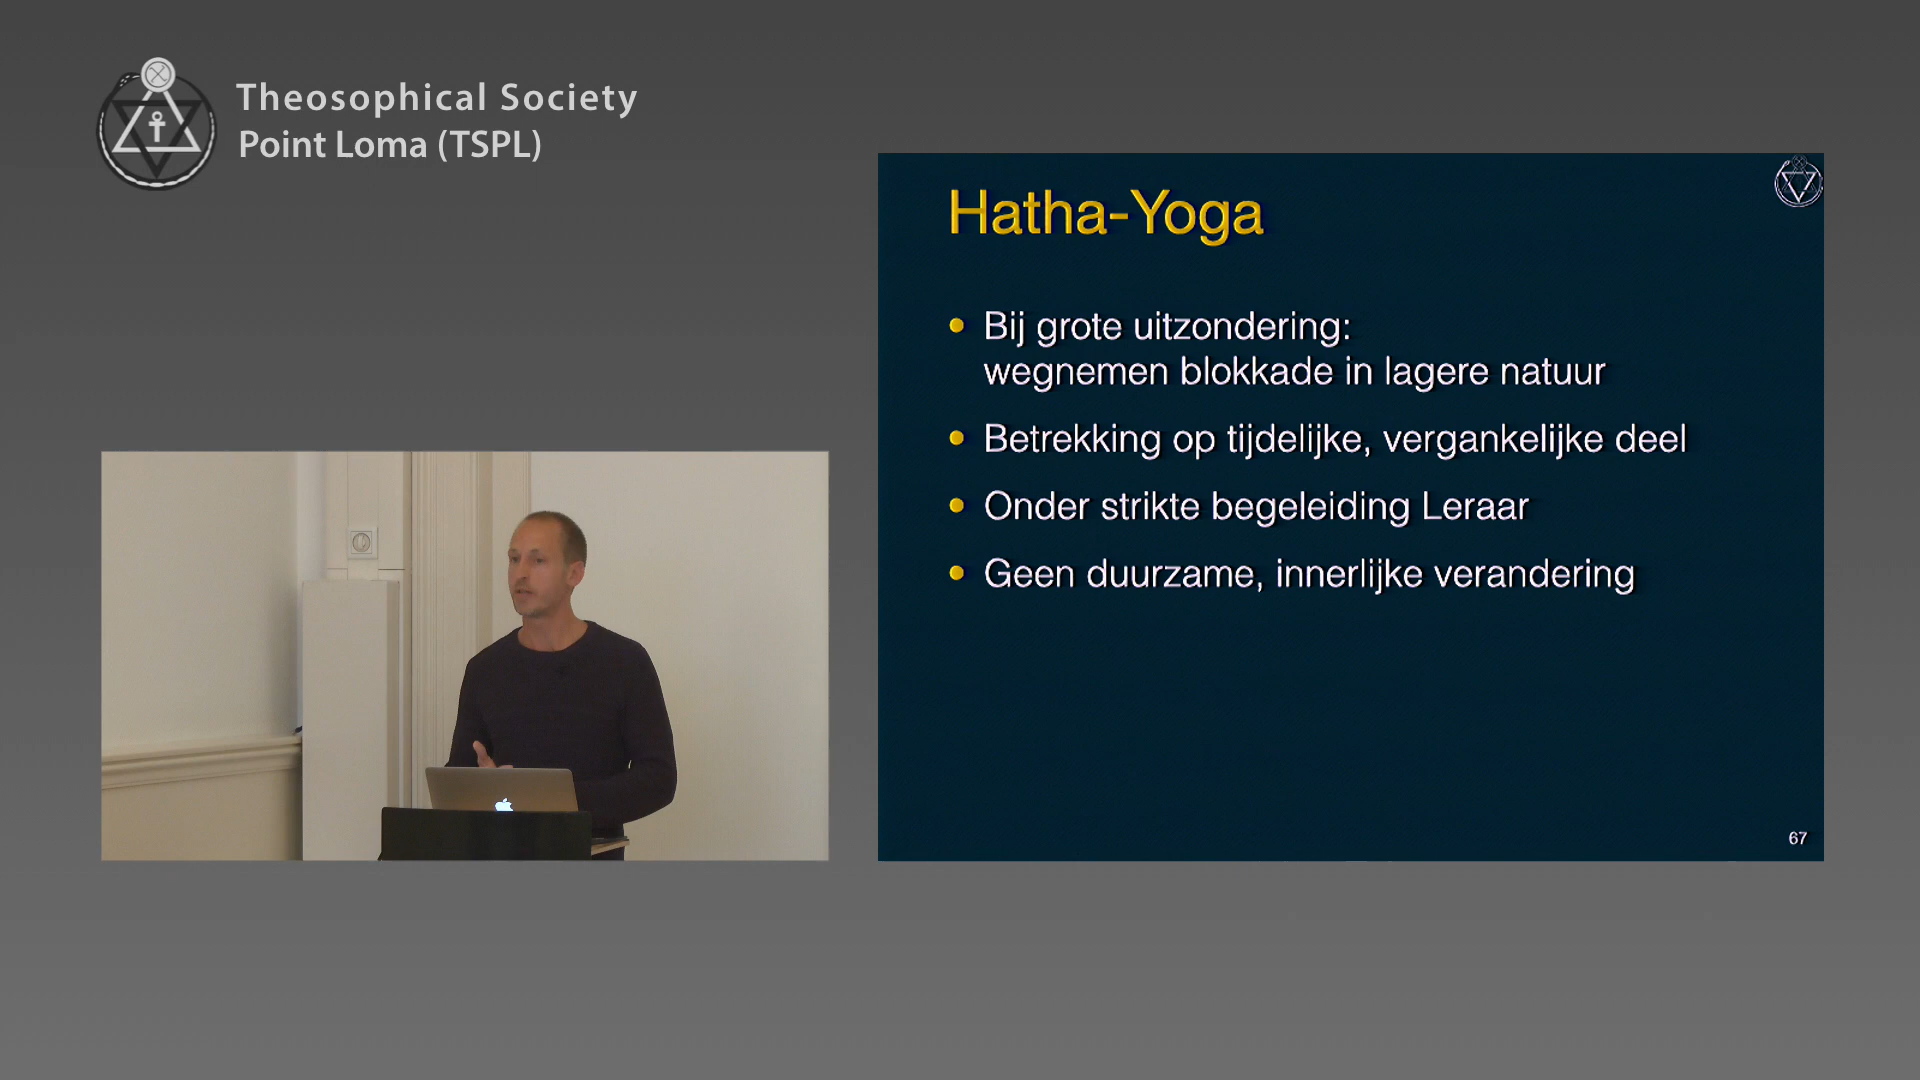 Theosophical Society
Point Loma (TSPL)
Hatha-Yoga
• Bij grote uitzondering:
wegnemen blokkade in lagere natuur
• Betrekking op tijdelijke, vergankelijke deel
• Onder strikte begeleiding Leraar
• Geen duurzame, innerlijke verandering
67